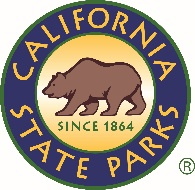 CALIFORNIA
SINCE 1864
STATE PARKS
®